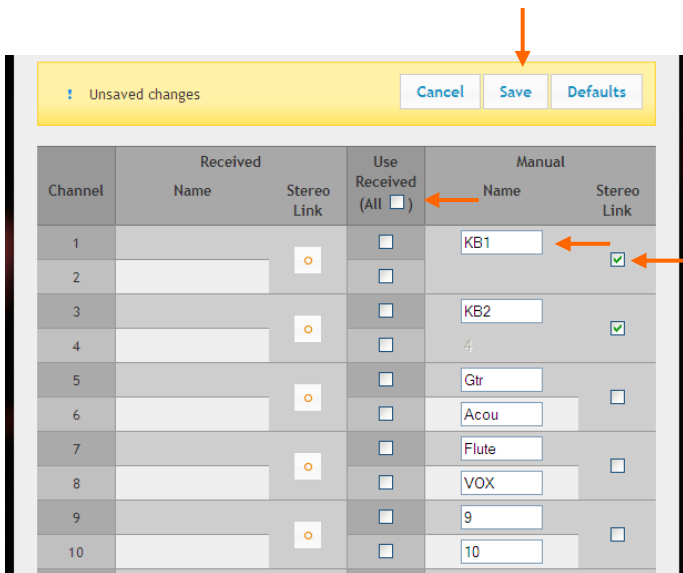 ! Unsaved changes Cancel Save Defaults
Received Use Manual
Channel Name Stereo Received Name Stereo
Link (All ) Link
1 KB1
2
3 KB2
4 4
5 Gtr
6 Acou
7 Flute
8 VOX
9 9
10 10